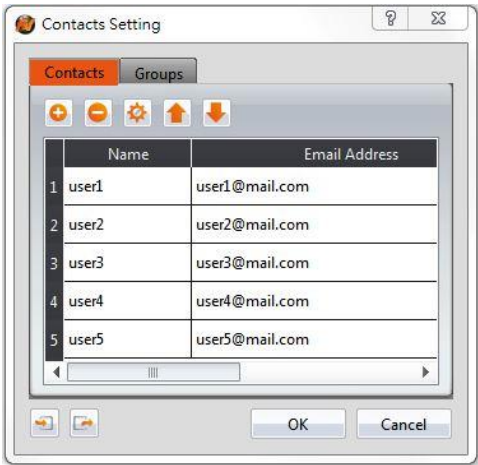 Contacts Setting
Contacts Groups
Name Email Address
1 user1 user1@mail.com
2 user2 user2@mail.com
3 user3 user3@mail.com
4 user4 user4@mail.com
5 user5 user5@mail.com
OK Cancel